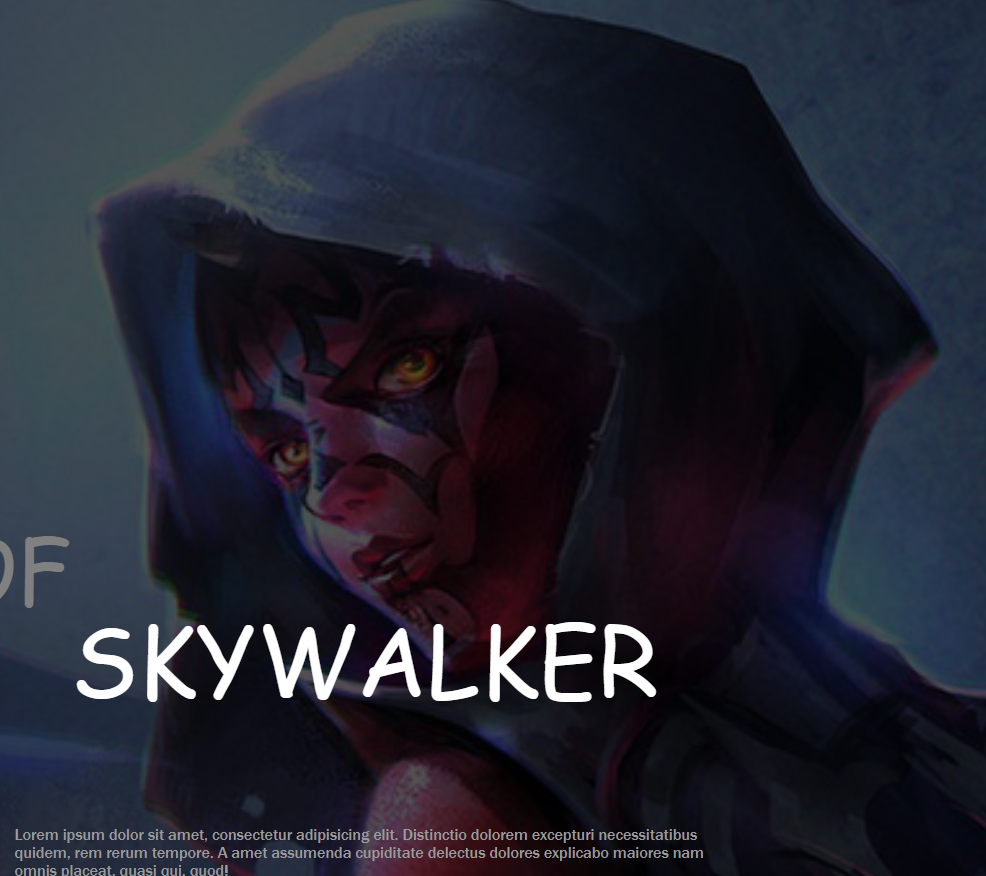 OF
SKYWALKER
Lorem ipsum dolor sit amet, consectetur adipisicing elit. Distinctio dolorem excepturi necessitatibus
quidem, rem rerum tempore. A amet assumenda cupiditate delectus dolores explicabo maiores nam
omnis placeat, quasi qui, quod!